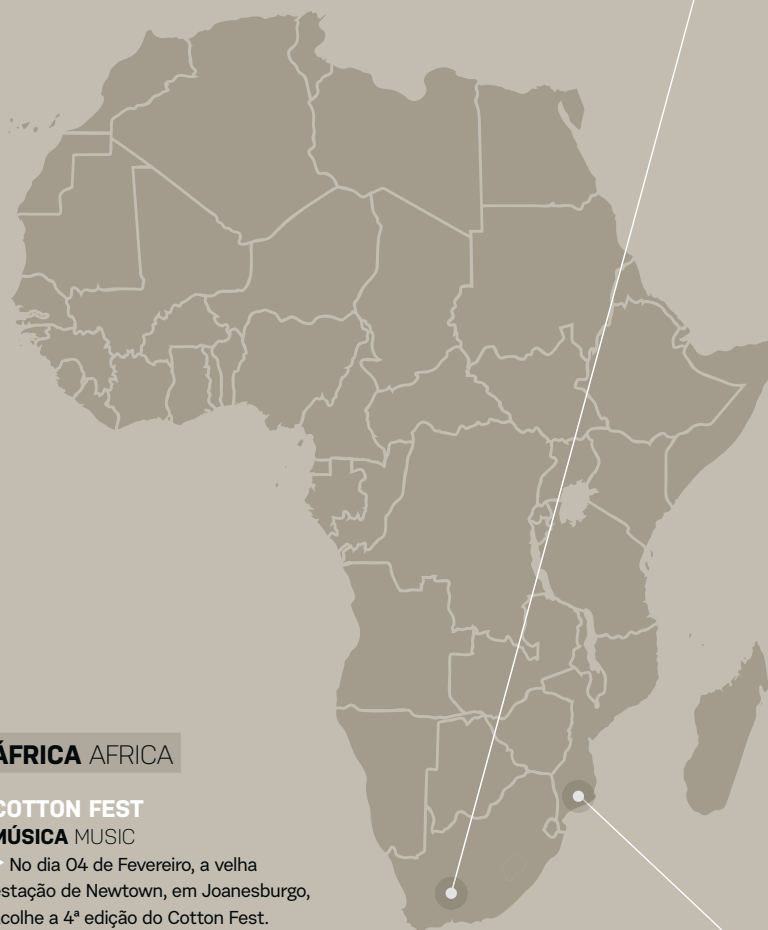 ÁFRICA AFRICA
COTTON FEST
MÚSICA MUSIC
No dia 04 de Fevereiro, a velha
estação de Newtown, em Joanesburgo,
acolhe a 4ª edição do Cotton Fest.